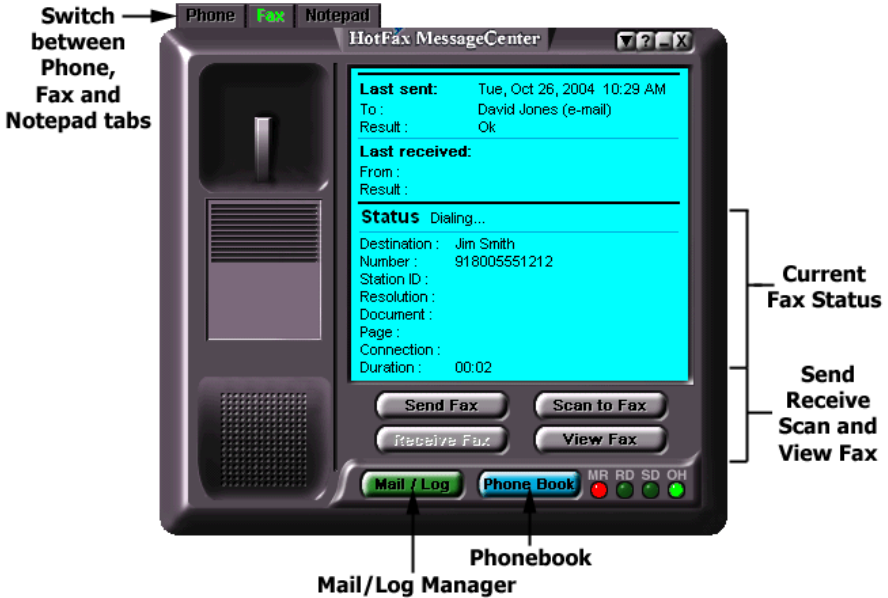 Switch
between
Phone,
Fax and
Notepad tabs
Phone Fax Notepad
HotFax MessageCenter
? X
Last sent: Tue, Oct 26, 2004 10:29 AM
To : David Jones (e-mail)
Result : Ok
Last received:
From :
Result :
Status Dialing...
Destination : Jim Smith
Number : 918005551212
Station ID :
Resolution :
Document :
Page :
Connection :
Duration : 00:02
Current
Fax Status
Send Fax Scan to Fax
Receive Fax View Fax
Send
Receive
Scan and
View Fax
Mail / Log Phone Book MR RD SD OH
Phonebook
Mail/Log Manager